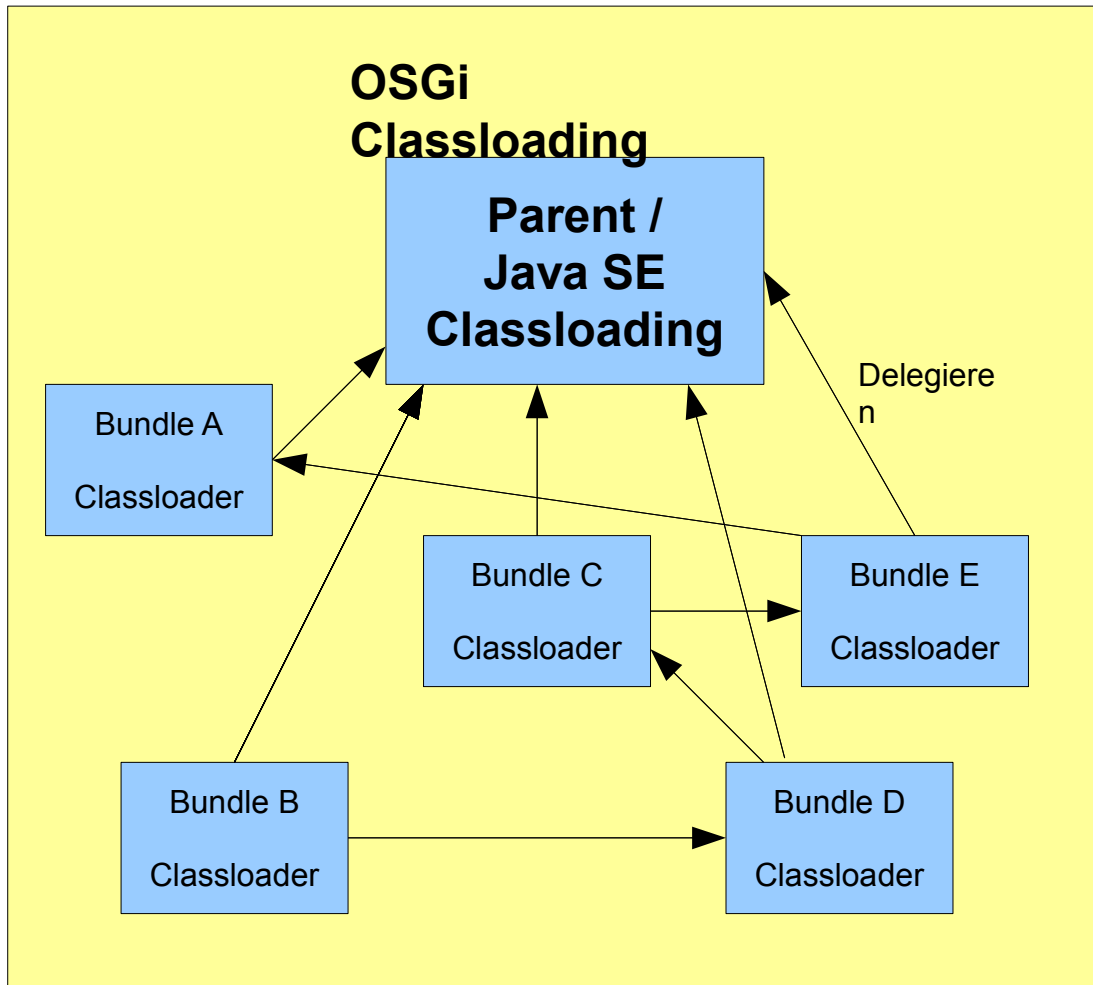 OSGi
Classloading
Parent /
Java SE
Classloading
Delegiere
n
Bundle A
Classloader
Bundle C
Classloader
Bundle E
Classloader
Bundle B
Classloader
Bundle D
Classloader